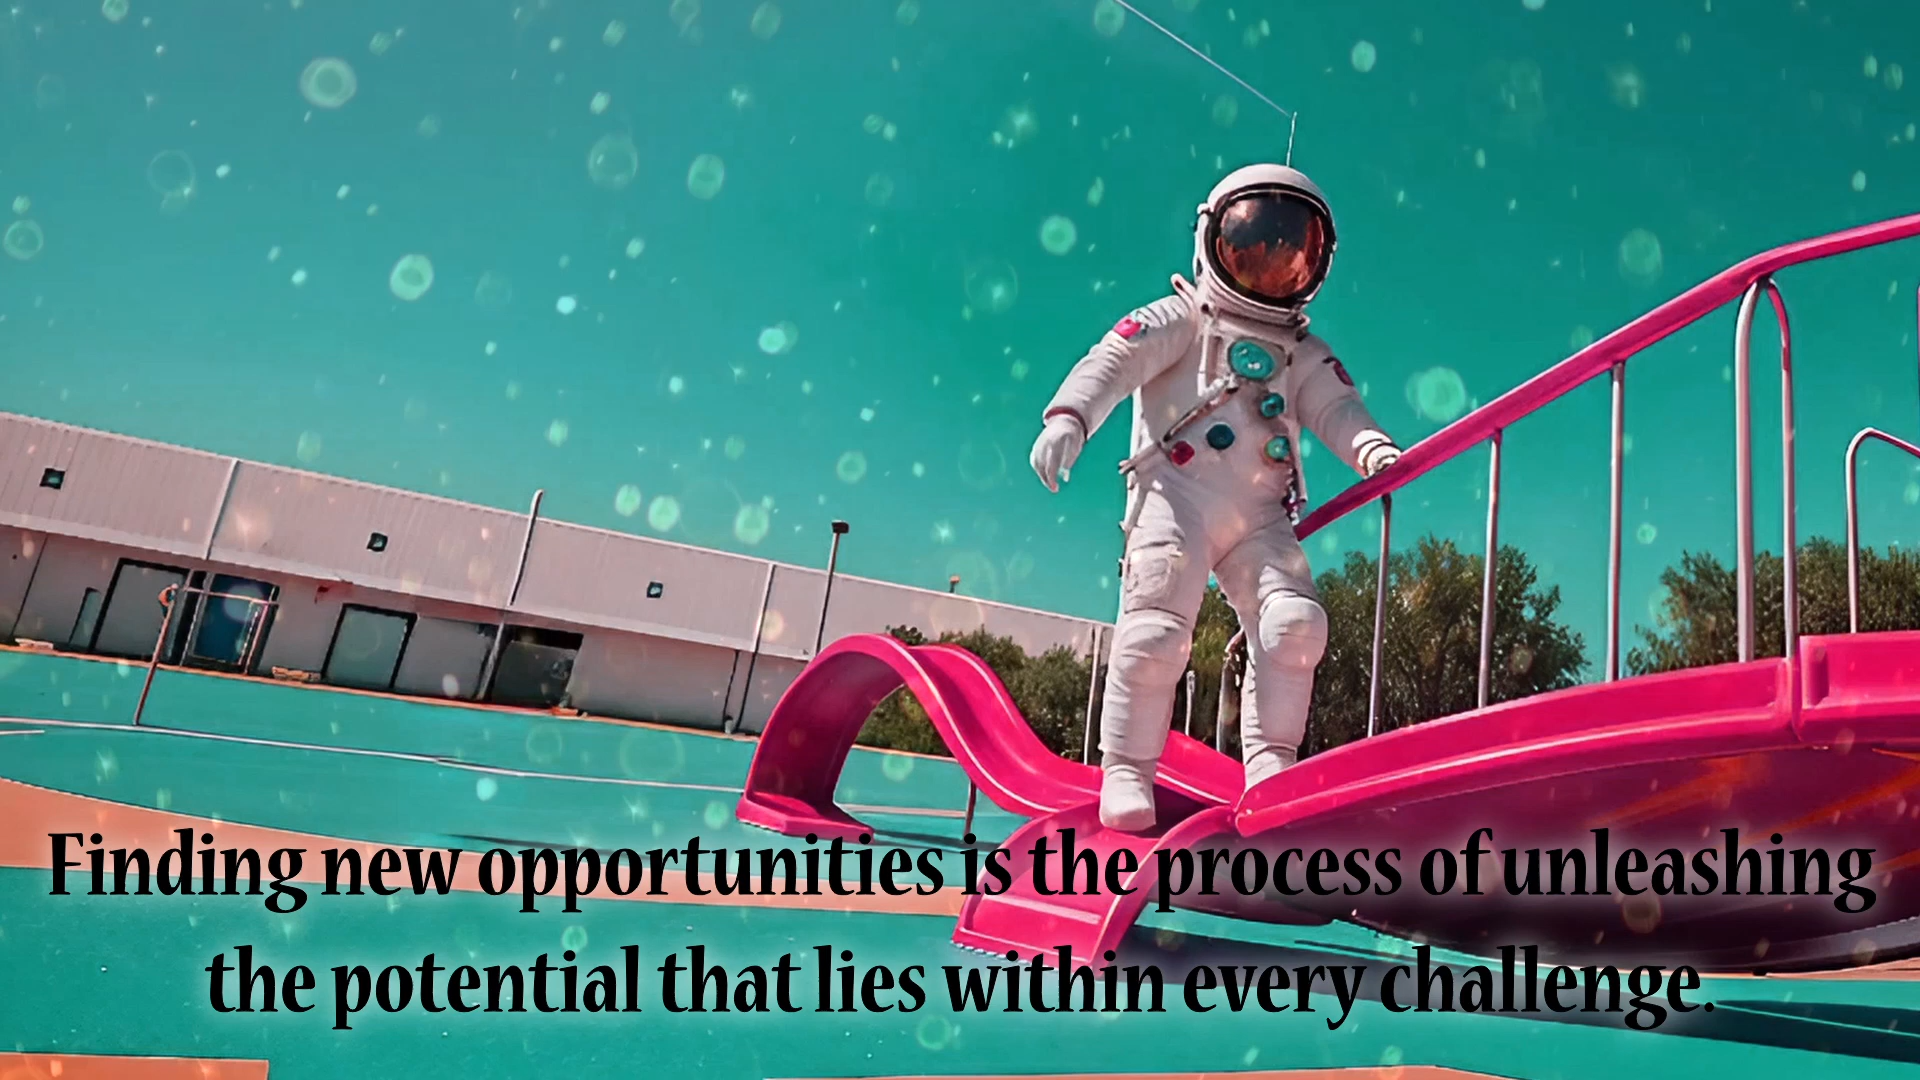 Finding new opportunities is the process of unleashing
the potential that lies within every challenge.